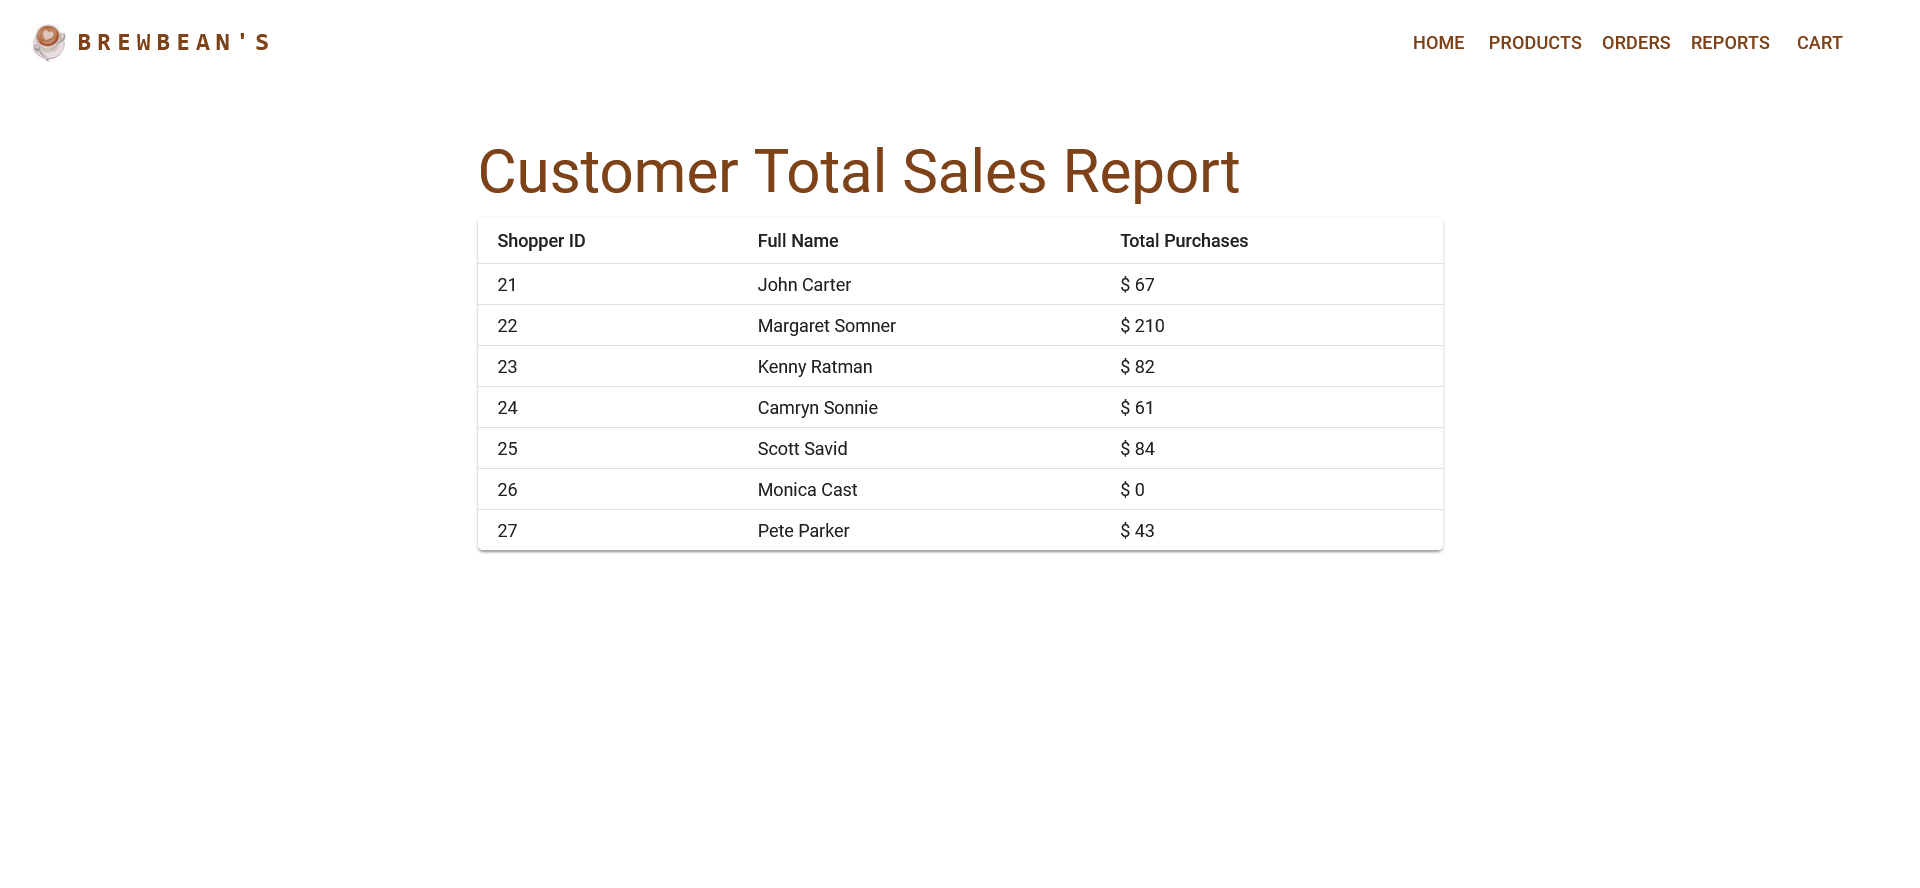 BREWBEAN'S HOME PRODUCTS ORDERS REPORTS CART
Customer Total Sales Report
Shopper ID Full Name Total Purchases
21 John Carter $ 67
22 Margaret Somner $ 210
23 Kenny Ratman $ 82
24 Camryn Sonnie $ 61
25 Scott Savid $ 84
26 Monica Cast $ 0
27 Pete Parker $ 43